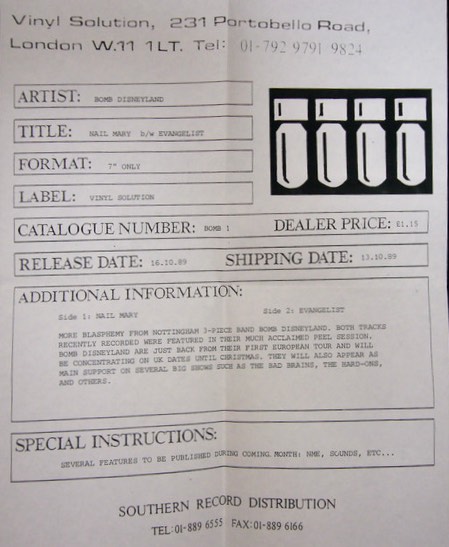 Vinyl Solution, 231 Portobello Road,
London W.11 1LT. Tel: 01-792 9791-9824
ARTIST: BOMB DISNEYLAND
TITLE: NAIL MARY b/w EVANGELIST
FORMAT: 7" ONLY
LABEL: VINYL SOLUTION
CATALOGUE NUMBER: BOMB 1 DEALER PRICE: £1.15
RELEASE DATE: 16.10.89 SHIPPING DATE: 13.10.89
ADDITIONAL INFORMATION:
Side 1: NAIL MARY Side 2: EVANGELIST
MORE BLASPHEMY FROM NOTTINGHAM 3-PIECE BAND BOMB DISNEYLAND. BOTH TRACKS
RECENTLY RECORDED WERE FEATURED IN THEIR MUCH ACCLAIMED PEEL SESSION.
BOMB DISNEYLAND ARE JUST BACK FROM THEIR FIRST EUROPEAN TOUR AND WILL
BE CONCENTRATING ON UK DATES UNTIL CHRISTMAS. THEY WILL ALSO APPEAR AS
MAIN SUPPORT ON SEVERAL BIG SHOWS SUCH AS THE BAD BRAINS, THE HARD-ONS,
AND OTHERS.
SPECIAL INSTRUCTIONS:
SEVERAL FEATURES TO BE PUBLISHED DURING COMING MONTH: NME, SOUNDS, ETC...
SOUTHERN RECORD DISTRIBUTION
TEL:01-889 6555 FAX:01-889 6166